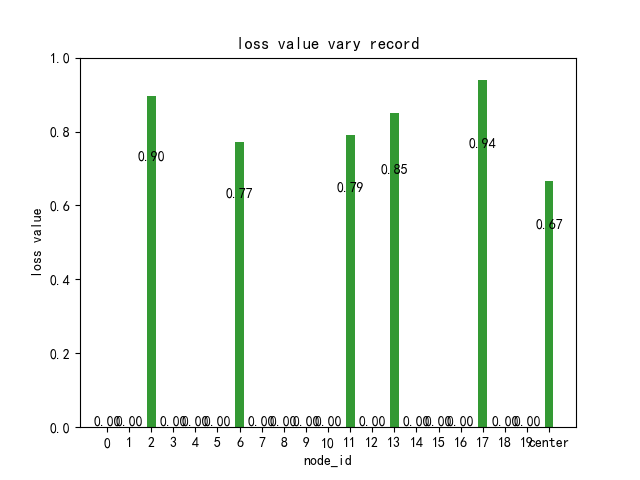 loss value vary record
loss value
1.0
0.8
0.6
0.4
0.2
0.0
0.00 0.00 0.90 0.00 0.00 0.00 0.77 0.00 0.00 0.00 0.00 0.79 0.00 0.85 0.00 0.00 0.00 0.94 0.00 0.00 0.67
0 1 2 3 4 5 6 7 8 9 10 11 12 13 14 15 16 17 18 19 center
node_id